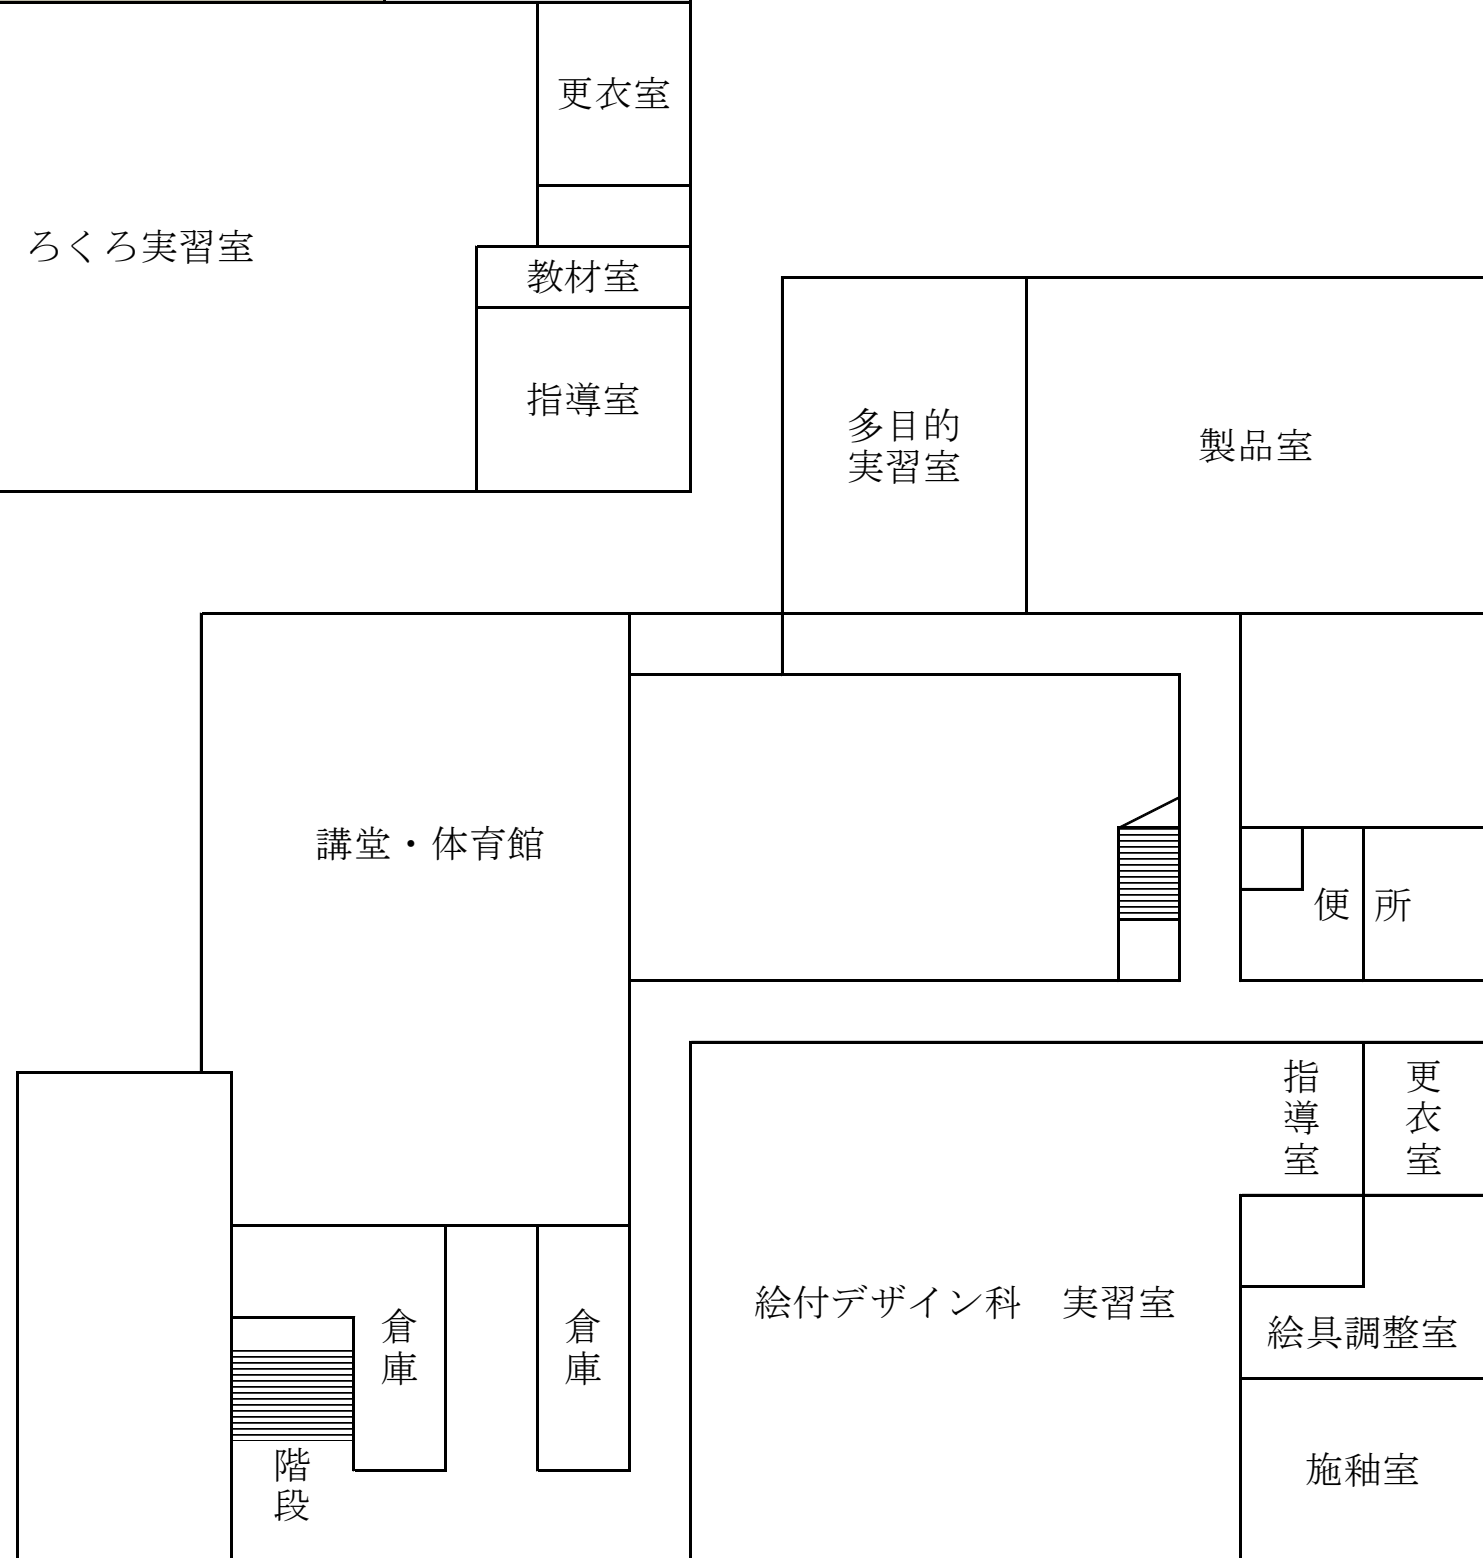 更衣室
ろくろ実習室
教材室
指導室
多目的
実習室
製品室
講堂・体育館
便所
指導室
更衣室
絵付デザイン科　実習室
倉庫
倉庫
絵具調整室
階段
施釉室